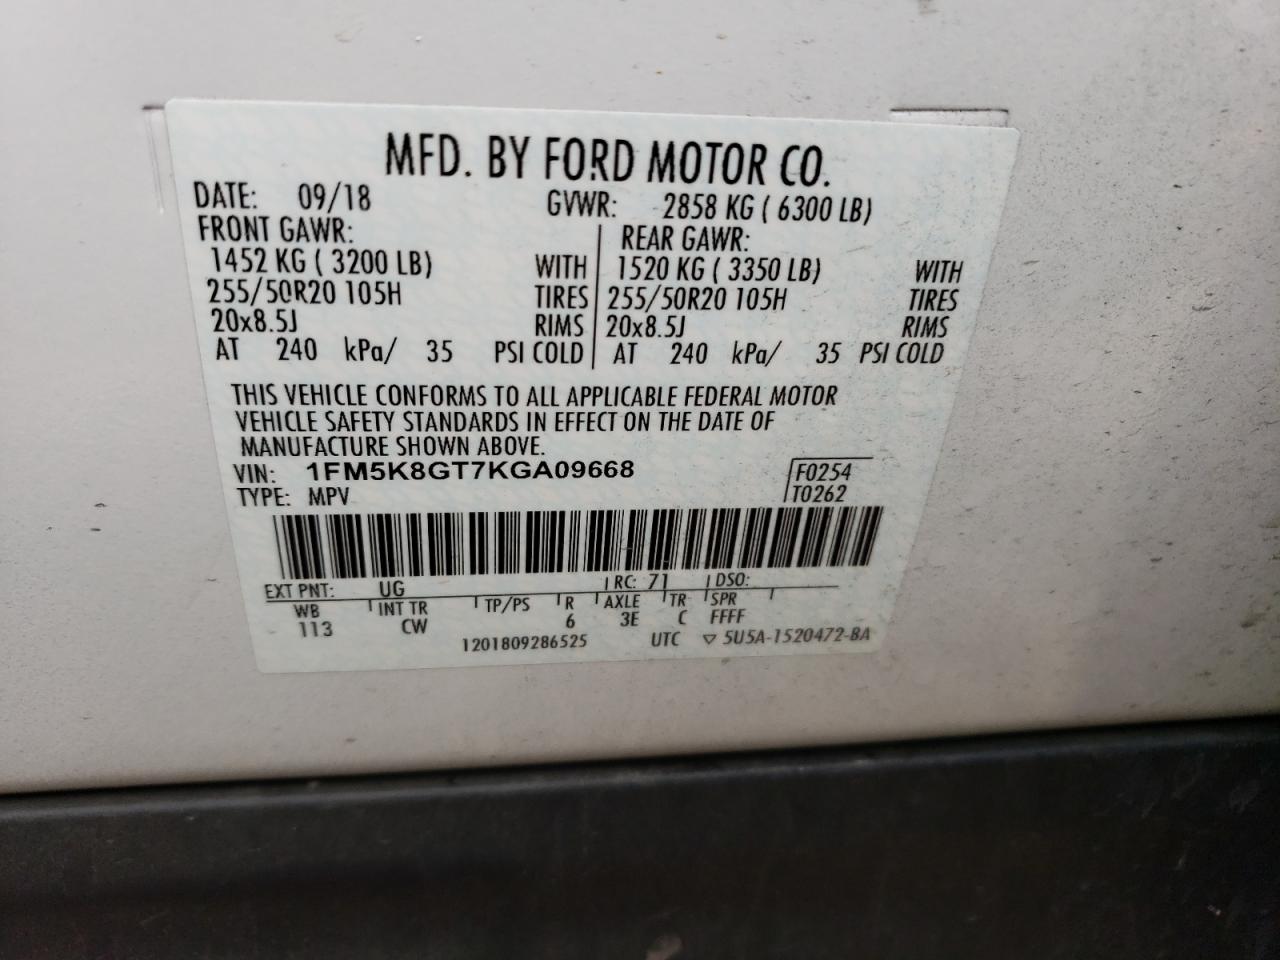 MFD. BY FORD MOTOR CO.
DATE: 09/18 GVWR: 2858 KG ( 6300 LB)
FRONT GAWR: REAR GAWR:
1452 KG ( 3200 LB) WITH 1520 KG ( 3350 LB) WITH
255/50R20 105H TIRES 255/50R20 105H TIRES
20x8.5J RIMS 20x8.5J RIMS
AT 240 kPa/ 35 PSI COLD AT 240 kPa/ 35 PSI COLD
THIS VEHICLE CONFORMS TO ALL APPLICABLE FEDERAL MOTOR
VEHICLE SAFETY STANDARDS IN EFFECT ON THE DATE OF
MANUFACTURE SHOWN ABOVE.
VIN: 1FM5K8GT7KGA09668 F0254
TYPE: MPV T0262
EXT PNT: UG RC: 71 DSO:
WB INT TR TP/PS R AXLE TR SPR
113 CW 6 3E C FFFF
1201809286525 UTC ▽ 5U5A-1520472-BA